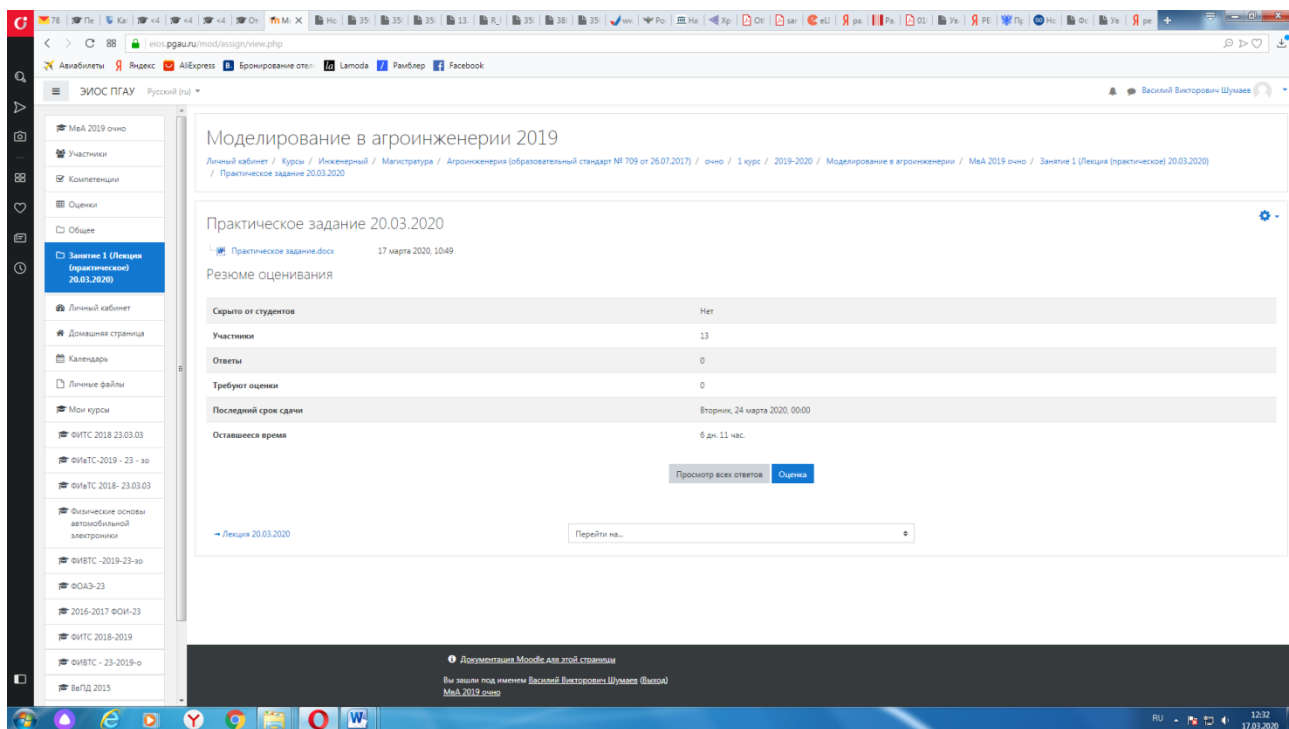 eios.pgau.ru/mod/assign/view.php
Авиабилеты Яндекс AliExpress Бронирование отел Lamoda Рамблер Facebook
ЭИОС ПГАУ Русский (ru)
Василий Викторович Шумаев
МвА 2019 очно
Участники
Компетенции
Оценки
Общее
Занятие 1 (Лекция
(практическое)
20.03.2020)
Личный кабинет
Домашняя страница
Календарь
Личные файлы
Мои курсы
ФИТС 2018 23.03.03
ФИвТС-2019 - 23 - зо
ФИвТС 2018- 23.03.03
Физические основы
автомобильной
электроники
ФИВТС -2019-23-зо
ФОАЭ-23
2016-2017 ФОИ-23
ФИТС 2018-2019
ФИВТС - 23-2019-о
ВеПД 2015
Моделирование в агроинженерии 2019
Личный кабинет / Курсы / Инженерный / Магистратура / Агроинженерия (образовательный стандарт № 709 от 26.07.2017) / очно / 1 курс / 2019-2020 / Моделирование в агроинженерии / МвА 2019 очно / Занятие 1 (Лекция (практическое) 20.03.2020)
/ Практическое задание 20.03.2020
Практическое задание 20.03.2020
Практическое задание.docx 17 марта 2020, 10:49
Резюме оценивания
Скрыто от студентов Нет
Участники 13
Ответы 0
Требуют оценки 0
Последний срок сдачи Вторник, 24 марта 2020, 00:00
Оставшееся время 6 дн. 11 час.
Просмотр всех ответов Оценка
→ Лекция 20.03.2020 Перейти на...
Документация Moodle для этой страницы
Вы зашли под именем Василий Викторович Шумаев (Выход)
МвА 2019 очно
RU 12:32
17.03.2020